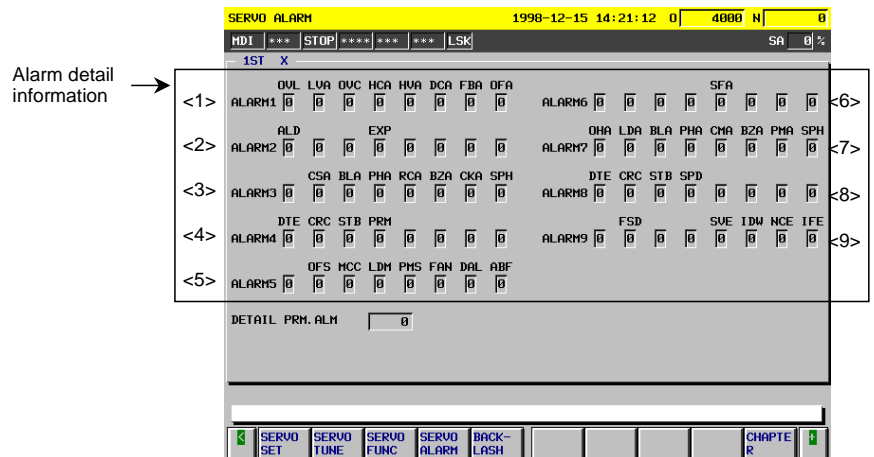 SERVO ALARM 1998-12-15 14:21:12 O 4000 N 0
MDI *** STOP **** *** *** LSK SA 0 %
1ST X
Alarm detail information
OVL LVA OVC HCA HVA DCA FBA OFA SFA
<1> ALARM1 0 0 0 0 0 0 0 0 ALARM6 0 0 0 0 0 0 0 0 <6>
ALD EXP OHA LDA BLA PHA CMA BZA PMA SPH
<2> ALARM2 0 0 0 0 0 0 0 0 ALARM7 0 0 0 0 0 0 0 0 <7>
CSA BLA PHA RCA BZA CKA SPH DTE CRC STB SPD
<3> ALARM3 0 0 0 0 0 0 0 0 ALARM8 0 0 0 0 0 0 0 0 <8>
DTE CRC STB PRM FSD SVE IDW NCE IFE
<4> ALARM4 0 0 0 0 0 0 0 0 ALARM9 0 0 0 0 0 0 0 0 <9>
OFS MCC LDM PMS FAN DAL ABF
<5> ALARM5 0 0 0 0 0 0 0 0
DETAIL PRM.ALM 0
< SERVO SET SERVO TUNE SERVO FUNC SERVO ALARM BACK-LASH CHAPTER +